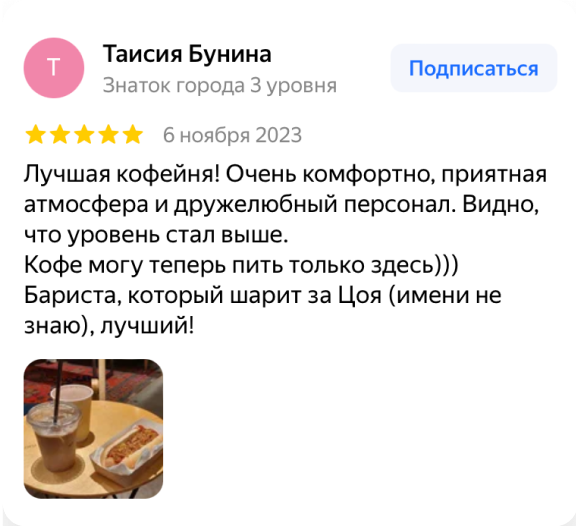 Т
Таисия Бунина
Знаток города 3 уровня
Подписаться
6 ноября 2023
Лучшая кофейня! Очень комфортно, приятная
атмосфера и дружелюбный персонал. Видно,
что уровень стал выше.
Кофе могу теперь пить только здесь)))
Бариста, который шарит за Цоя (имени не
знаю), лучший!